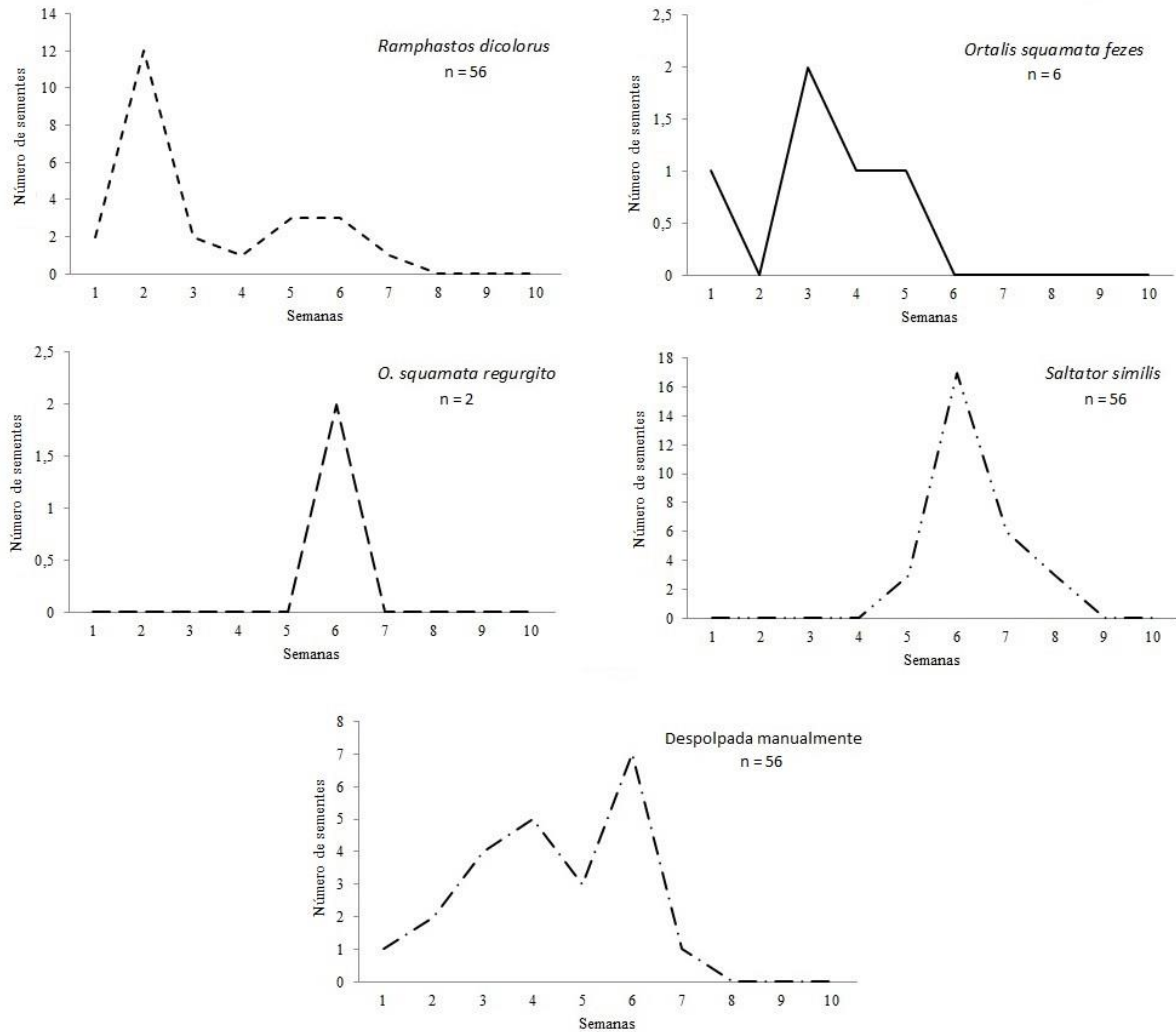 Ramphastos dicolorus
n = 56
Número de sementes
14
12
10
8
6
4
2
0
1 2 3 4 5 6 7 8 9 10
Semanas
Ortalis squamata fezes
n = 6
Número de sementes
2,5
2
1,5
1
0,5
0
1 2 3 4 5 6 7 8 9 10
Semanas
O. squamata regurgito
n = 2
Número de sementes
2,5
2
1,5
1
0,5
0
1 2 3 4 5 6 7 8 9 10
Semanas
Saltator similis
n = 56
Número de sementes
18
16
14
12
10
8
6
4
2
0
1 2 3 4 5 6 7 8 9 10
Semanas
Despolpada manualmente
n = 56
Número de sementes
8
7
6
5
4
3
2
1
0
1 2 3 4 5 6 7 8 9 10
Semanas